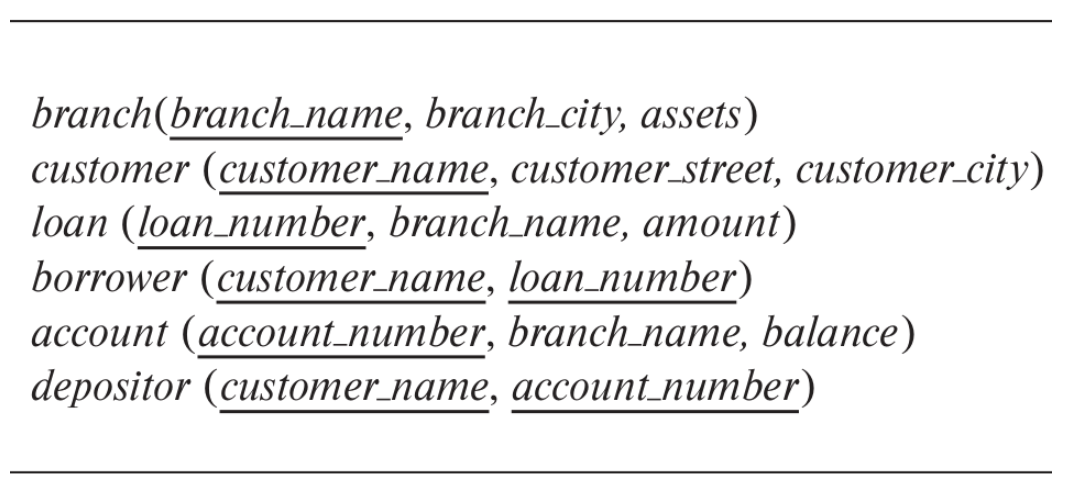 branch(branch_name, branch_city, assets)
customer (customer_name, customer_street, customer_city)
loan (loan_number, branch_name, amount)
borrower (customer_name, loan_number)
account (account_number, branch_name, balance)
depositor (customer_name, account_number)